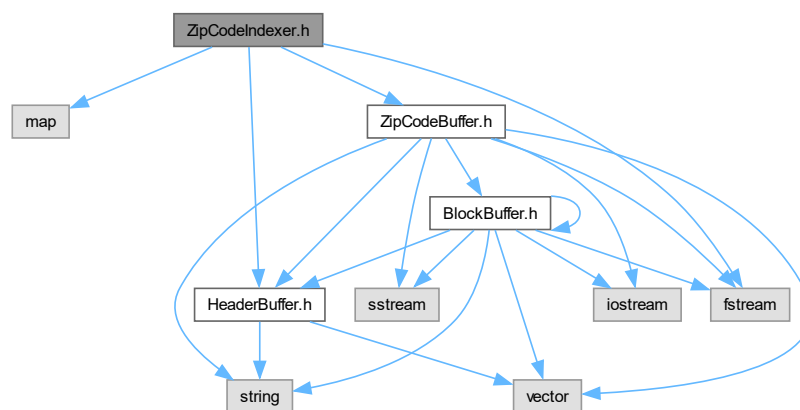 ZipCodeIndexer.h
map
ZipCodeBuffer.h
BlockBuffer.h
HeaderBuffer.h
sstream
iostream
fstream
string
vector